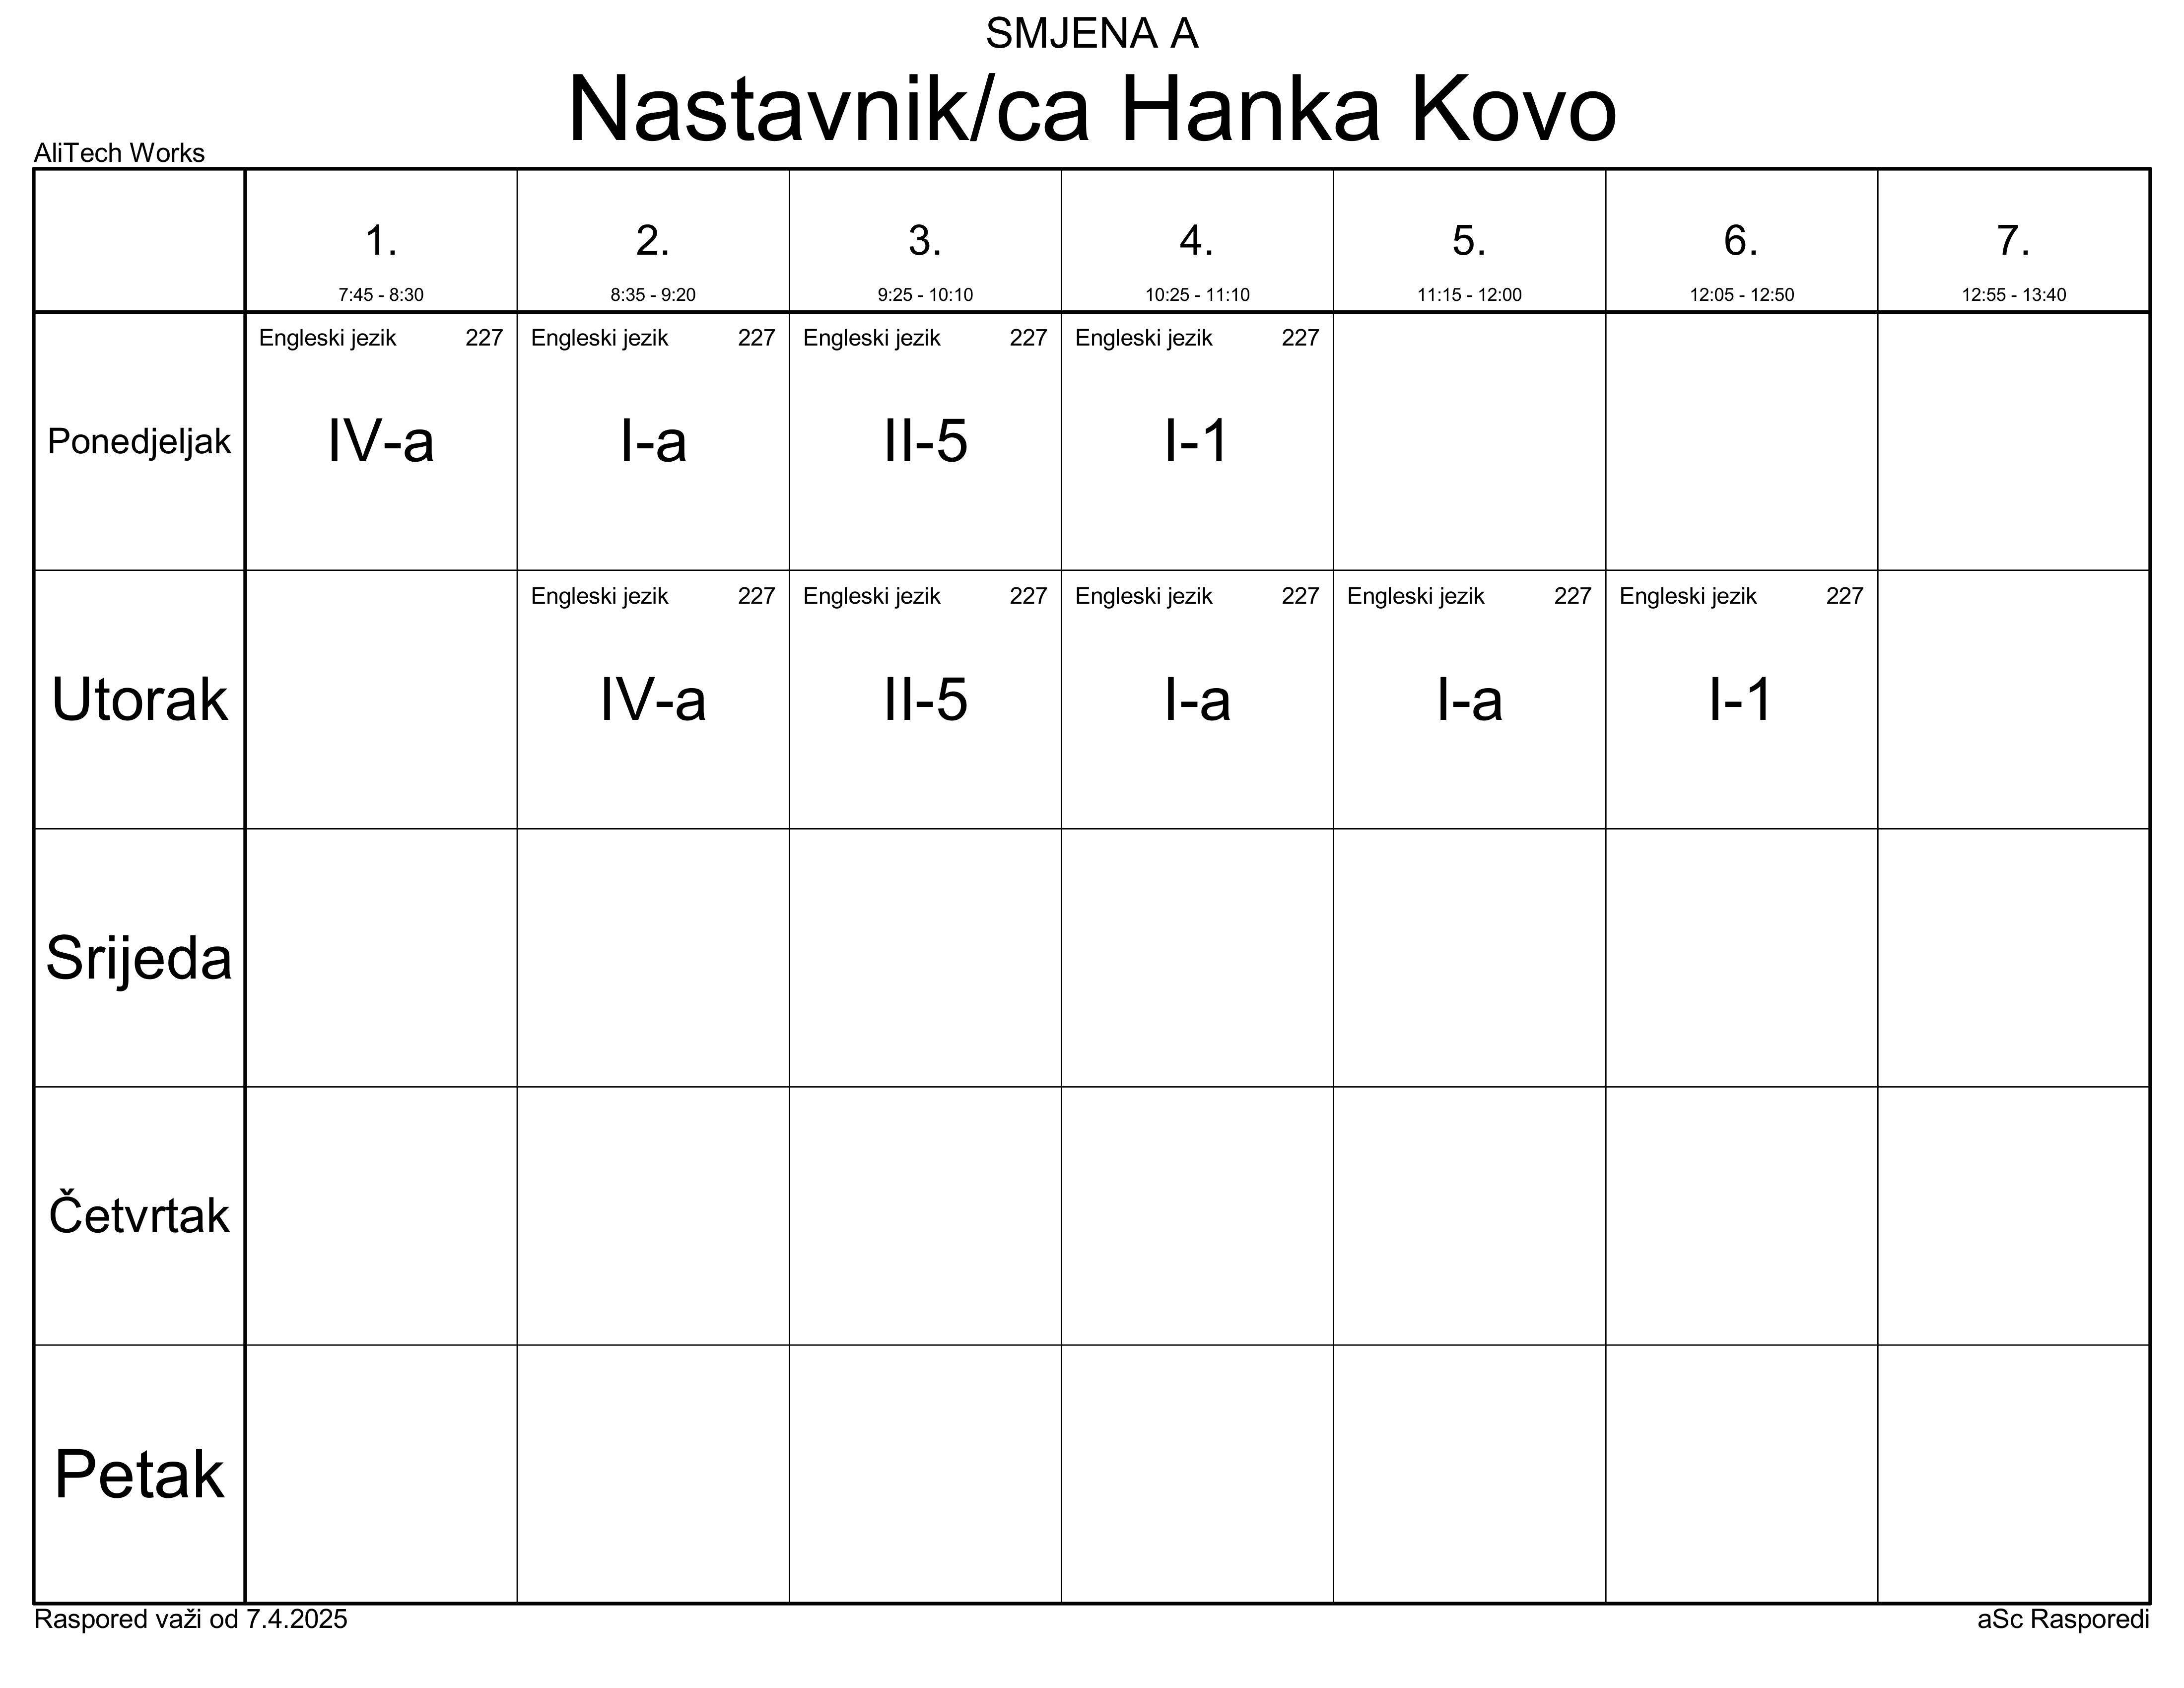 SMJENA A
Nastavnik/ca Hanka Kovo
AliTech Works
1. 2. 3. 4. 5. 6. 7.
7:45 - 8:30 8:35 - 9:20 9:25 - 10:10 10:25 - 11:10 11:15 - 12:00 12:05 - 12:50 12:55 - 13:40
Engleski jezik 227 Engleski jezik 227 Engleski jezik 227 Engleski jezik 227
Ponedjeljak IV-a I-a II-5 I-1
Engleski jezik 227 Engleski jezik 227 Engleski jezik 227 Engleski jezik 227 Engleski jezik 227
Utorak IV-a II-5 I-a I-a I-1
Srijeda
Četvrtak
Petak
Raspored važi od 7.4.2025 aSc Rasporedi